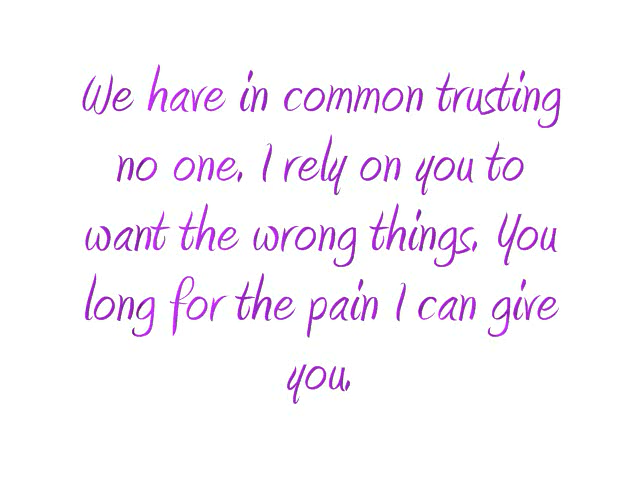 We have in common trusting
no one. I rely on you to
want the wrong things. You
long for the pain I can give
you.